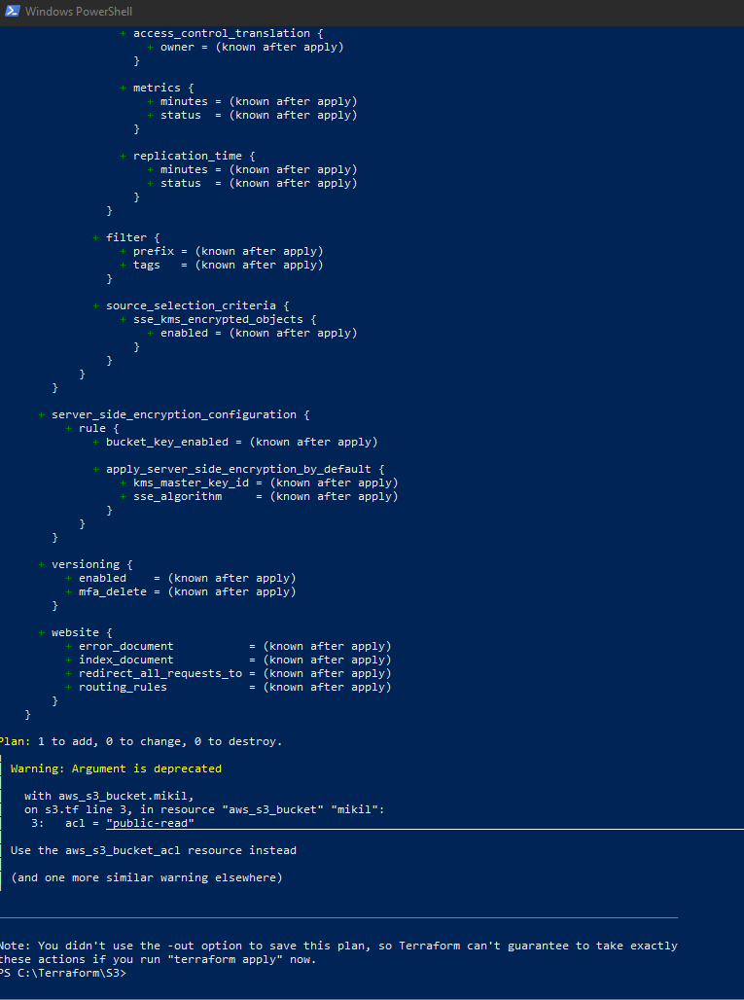 Windows PowerShell
+ access_control_translation {
+ owner = (known after apply)
}
+ metrics {
+ minutes = (known after apply)
+ status  = (known after apply)
}
+ replication_time {
+ minutes = (known after apply)
+ status  = (known after apply)
}
}
+ filter {
+ prefix = (known after apply)
+ tags   = (known after apply)
}
+ source_selection_criteria {
+ sse_kms_encrypted_objects {
+ enabled = (known after apply)
}
}
}
}
+ server_side_encryption_configuration {
+ rule {
+ bucket_key_enabled = (known after apply)
+ apply_server_side_encryption_by_default {
+ kms_master_key_id = (known after apply)
+ sse_algorithm     = (known after apply)
}
}
}
+ versioning {
+ enabled    = (known after apply)
+ mfa_delete = (known after apply)
}
+ website {
+ error_document           = (known after apply)
+ index_document           = (known after apply)
+ redirect_all_requests_to = (known after apply)
+ routing_rules            = (known after apply)
}
}
Plan: 1 to add, 0 to change, 0 to destroy.
Warning: Argument is deprecated
with aws_s3_bucket.mikil,
on s3.tf line 3, in resource "aws_s3_bucket" "mikil":
3:   acl = "public-read"
Use the aws_s3_bucket_acl resource instead
(and one more similar warning elsewhere)
Note: You didn't use the -out option to save this plan, so Terraform can't guarantee to take exactly
these actions if you run "terraform apply" now.
PS C:\Terraform\S3>